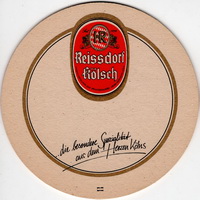 Reissdorf
Kölsch
die besondere Spezialität
aus dem Herzen Kölns